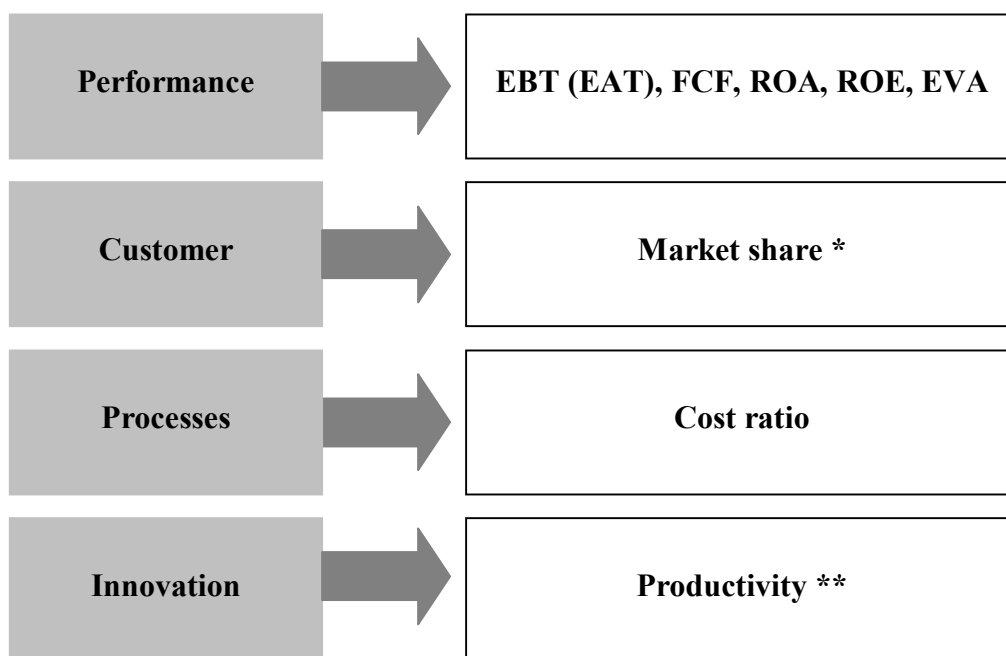 Performance
EBT (EAT), FCF, ROA, ROE, EVA
Customer
Market share *
Processes
Cost ratio
Innovation
Productivity **